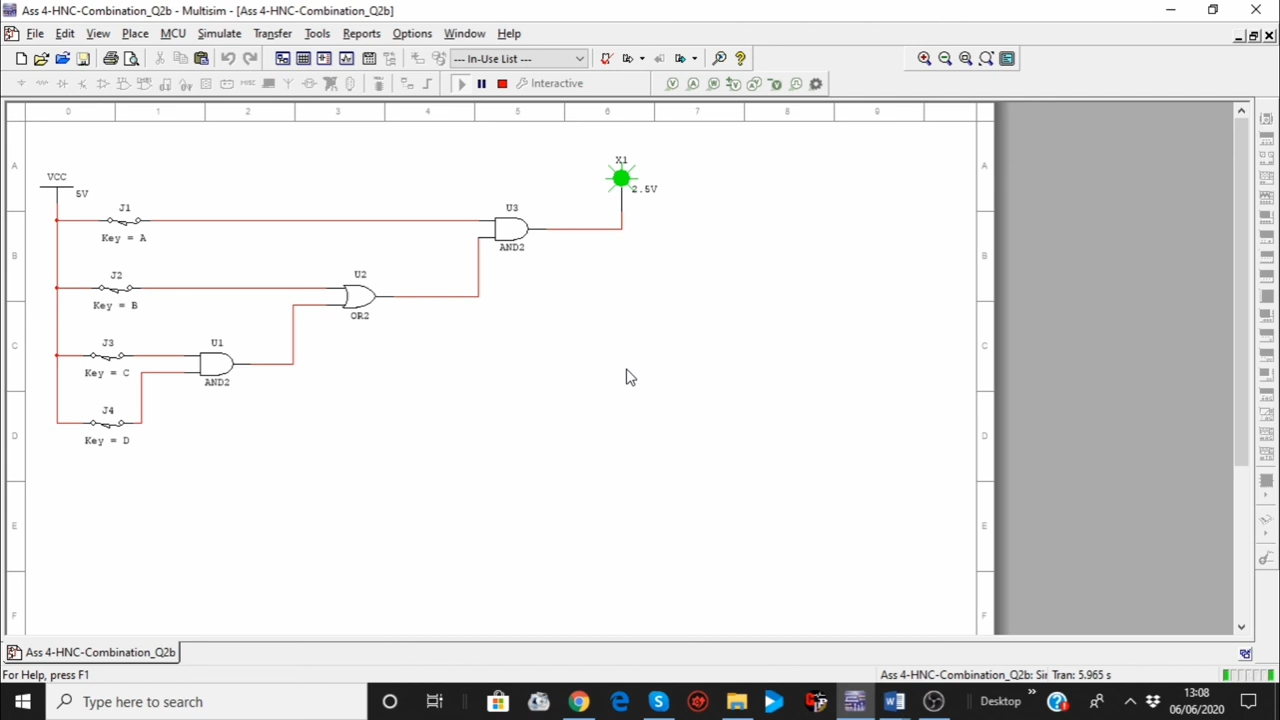 Ass 4-HNC-Combination_Q2b - Multisim - [Ass 4-HNC-Combination_Q2b]
File Edit View Place MCU Simulate Transfer Tools Reports Options Window Help
--- In-Use List ---
Interactive
0 1 2 3 4 5 6 7 8 9
A
B
C
D
E
F
A
B
C
D
E
F
VCC
5V
J1
Key = A
J2
Key = B
J3
Key = C
J4
Key = D
U1
AND2
U2
OR2
U3
AND2
X1
2.5V
Ass 4-HNC-Combination_Q2b
For Help, press F1
Ass 4-HNC-Combination_Q2b: Sir Tran: 5.965 s
Type here to search
Desktop
13:08
06/06/2020